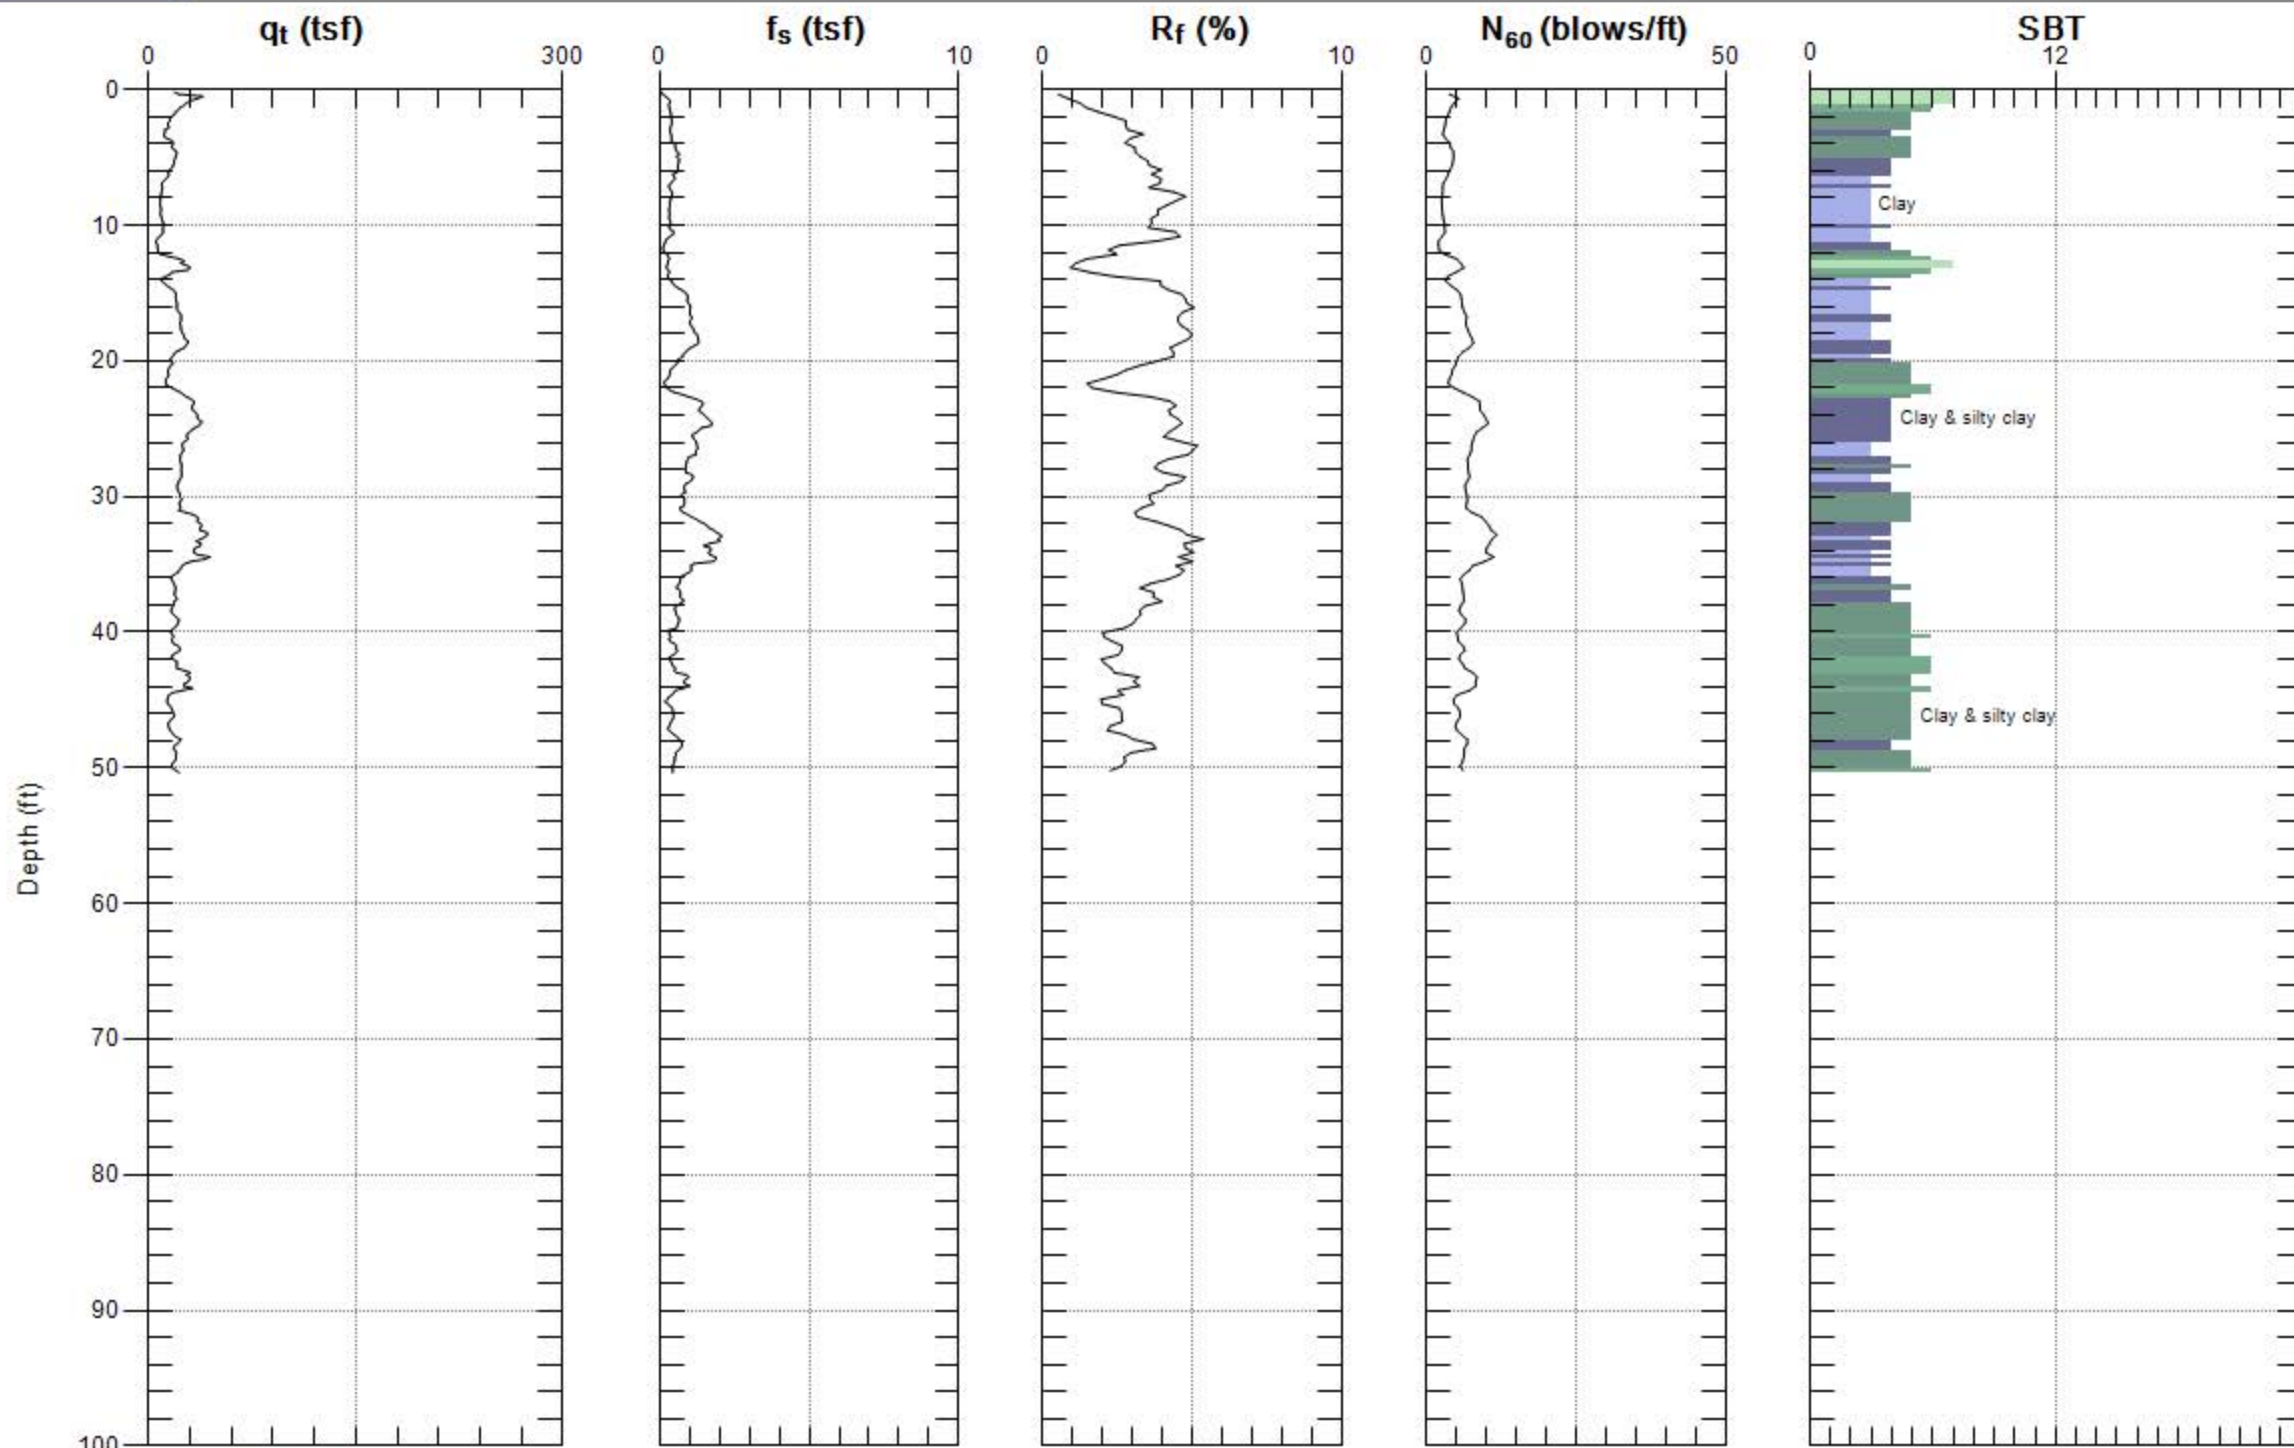 qt (tsf) fs (tsf) Rf (%) N60 (blows/ft) SBT
0 300 0 10 0 10 0 50 0 12
0
Clay
10
20
Clay & silty clay
30
40
Clay & silty clay
50
Depth (ft)
60
70
80
90
100